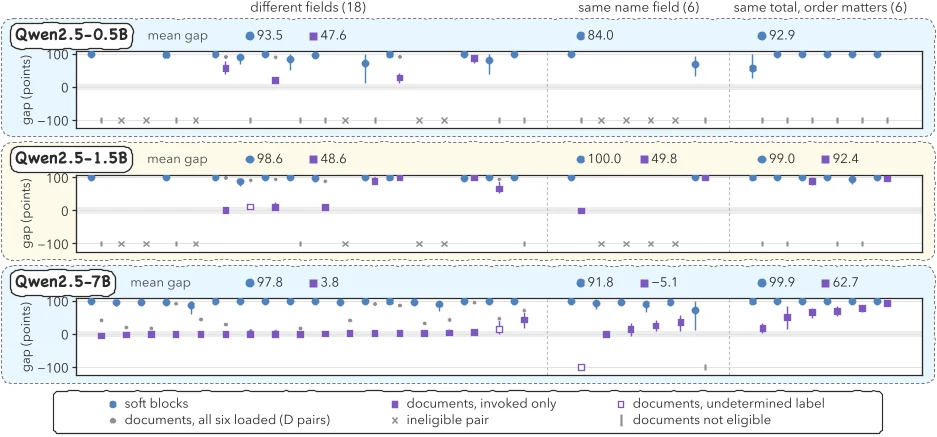 different fields (18) same name field (6) same total, order matters (6)
Qwen2.5-0.5B mean gap 93.5 47.6 84.0 92.9
gap (points)
100
0
−100
Qwen2.5-1.5B mean gap 98.6 48.6 100.0 49.8 99.0 92.4
gap (points)
100
0
−100
Qwen2.5-7B mean gap 97.8 3.8 91.8 −5.1 99.9 62.7
gap (points)
100
0
−100
soft blocks documents, invoked only documents, undetermined label
documents, all six loaded (D pairs) ineligible pair documents not eligible